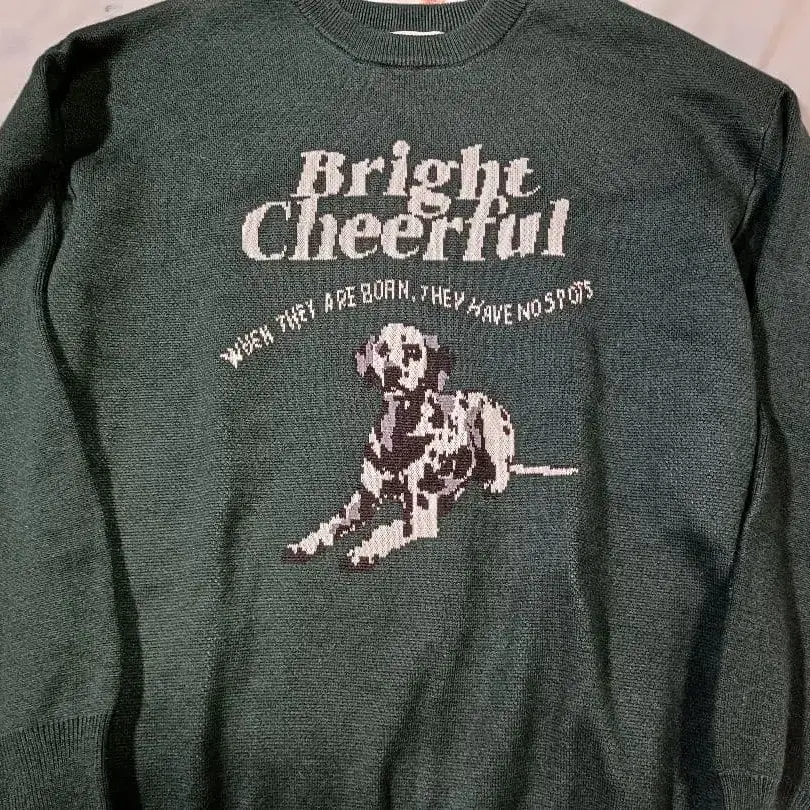 Bright
Cheerful
WHEN THEY ARE BORN, THEY HAVE NO SPOTS